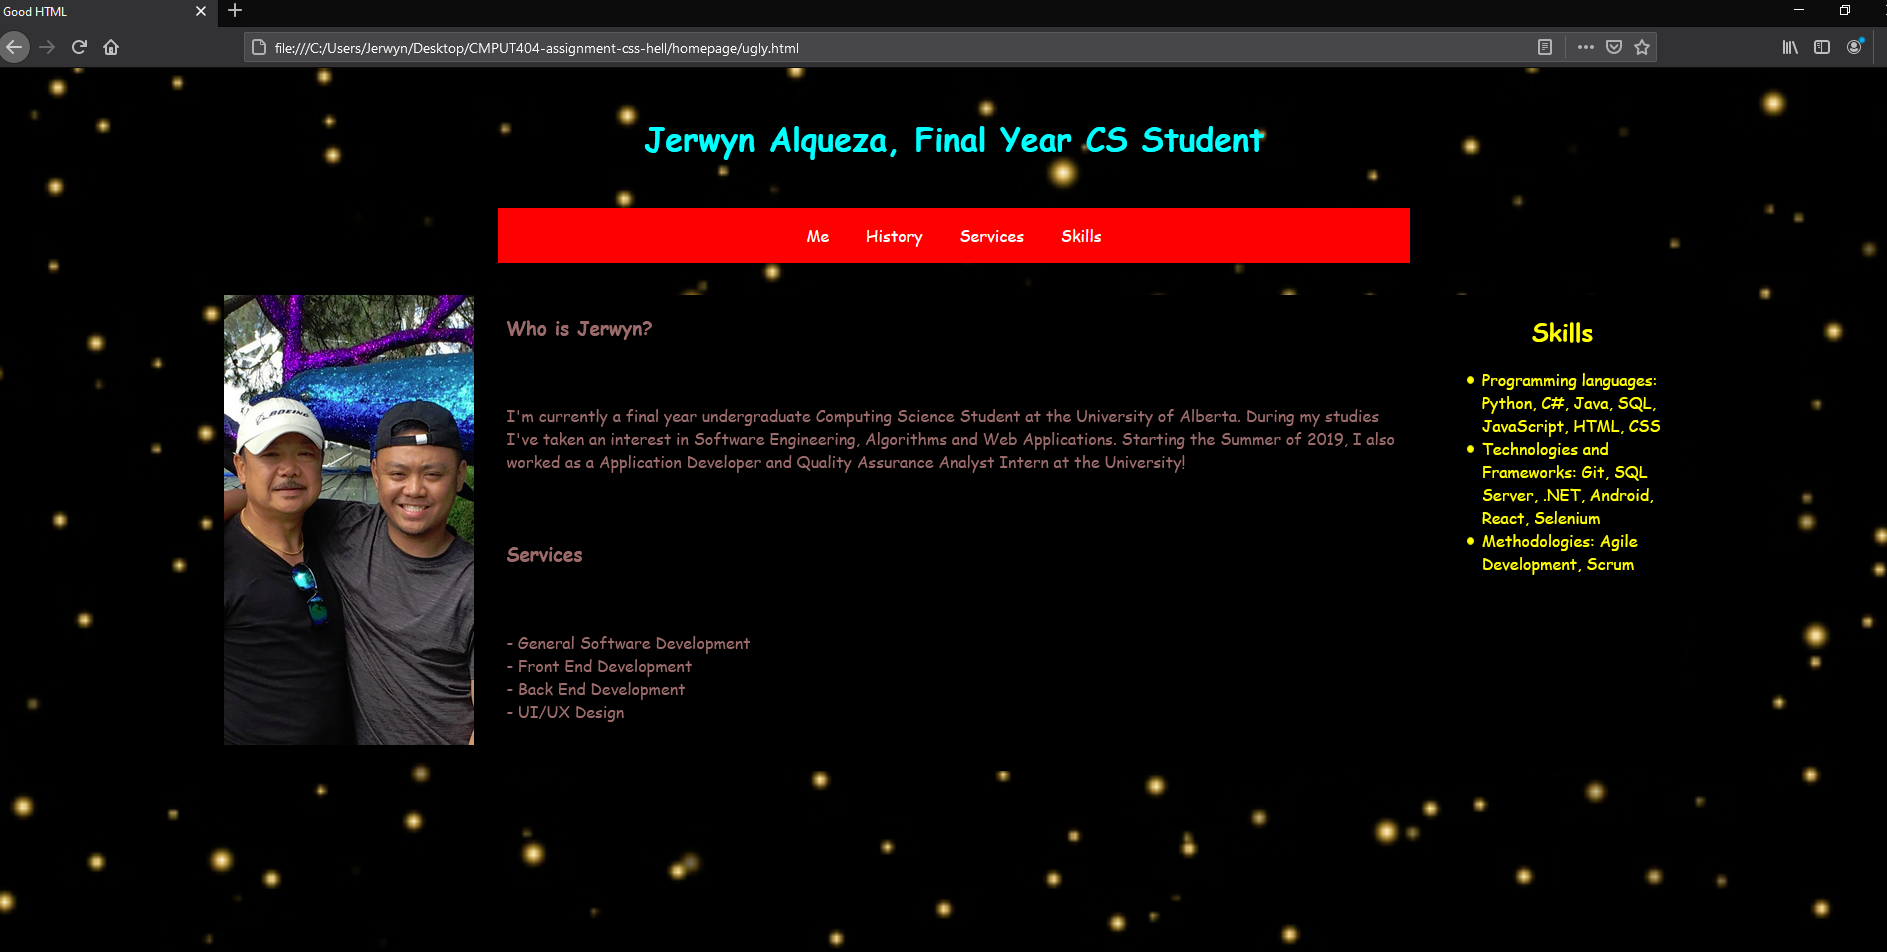 Good HTML
file:///C:/Users/Jerwyn/Desktop/CMPUT404-assignment-css-hell/homepage/ugly.html
Jerwyn Alqueza, Final Year CS Student
Me History Services Skills
BOEING
Who is Jerwyn?
I'm currently a final year undergraduate Computing Science Student at the University of Alberta. During my studies
I've taken an interest in Software Engineering, Algorithms and Web Applications. Starting the Summer of 2019, I also
worked as a Application Developer and Quality Assurance Analyst Intern at the University!
Services
- General Software Development
- Front End Development
- Back End Development
- UI/UX Design
Skills
• Programming languages:
Python, C#, Java, SQL,
JavaScript, HTML, CSS
• Technologies and
Frameworks: Git, SQL
Server, .NET, Android,
React, Selenium
• Methodologies: Agile
Development, Scrum